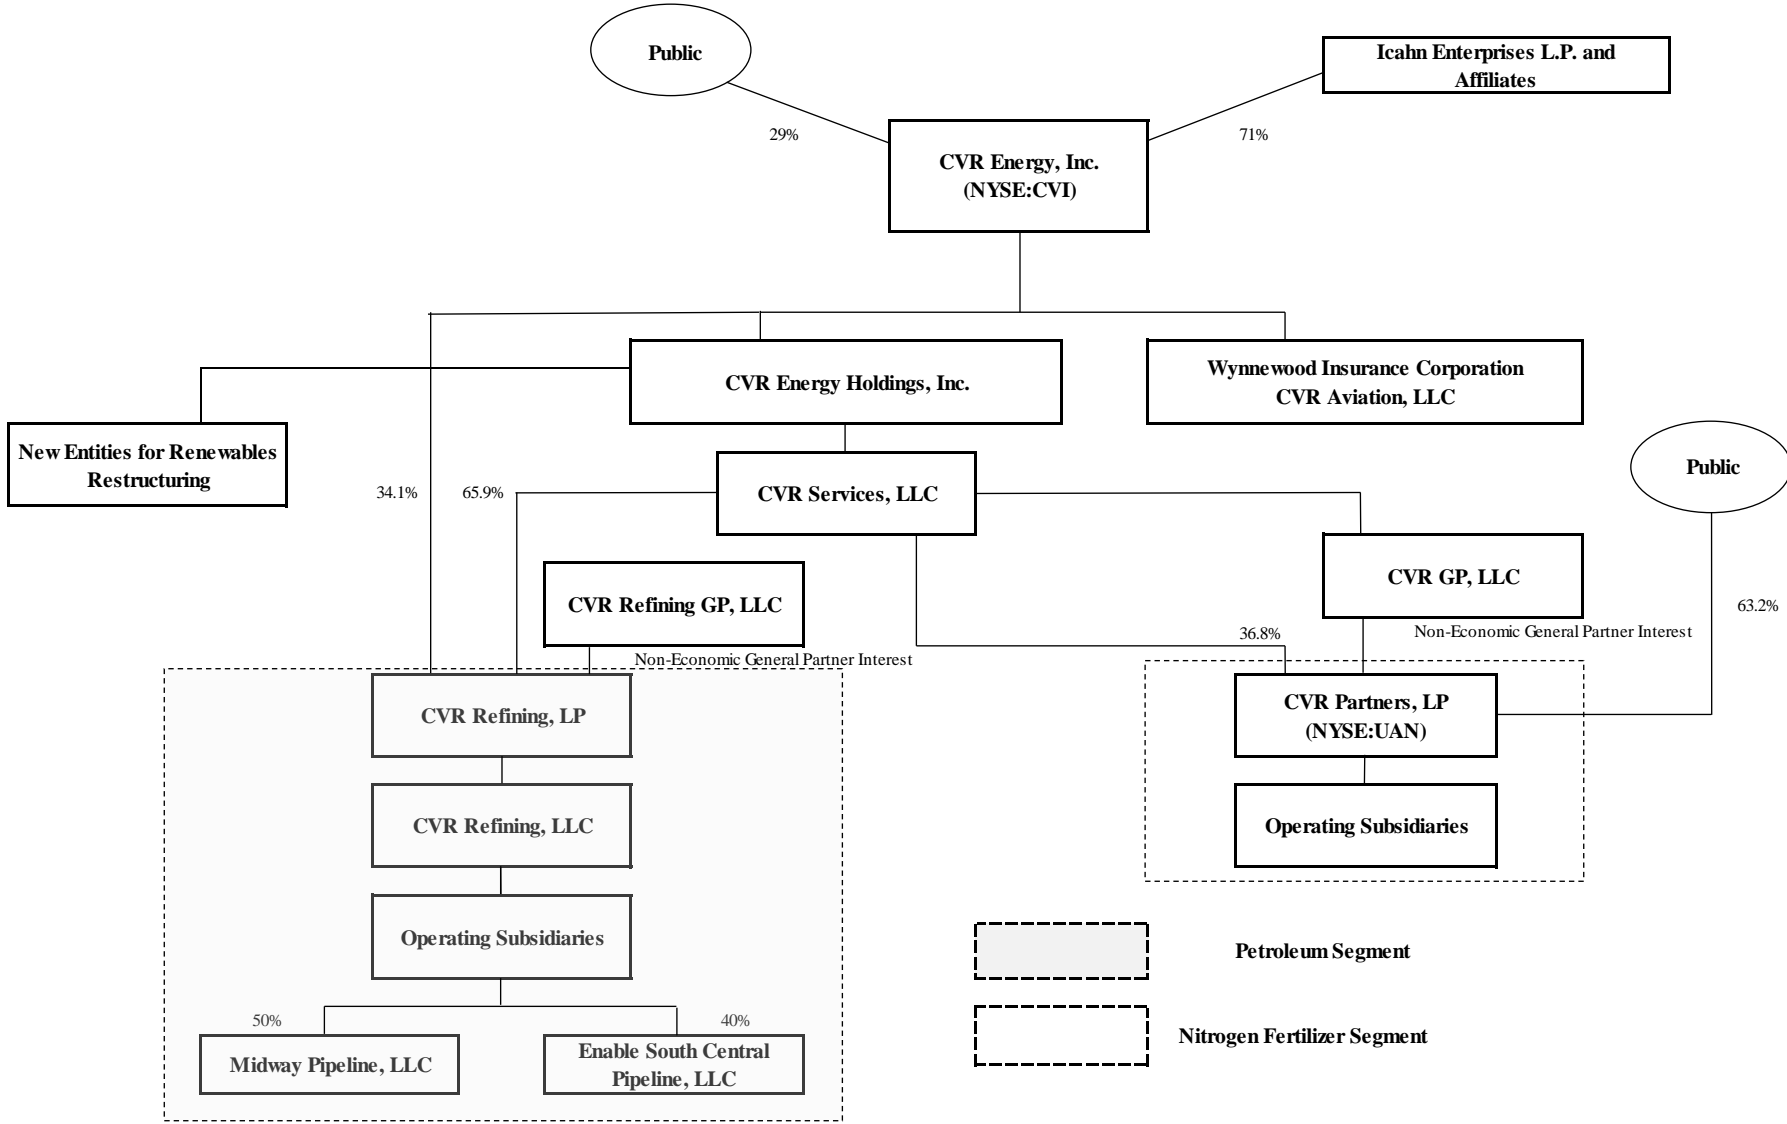 Public
Icahn Enterprises L.P. and
Affiliates
29%
71%
CVR Energy, Inc.
(NYSE:CVI)
CVR Energy Holdings, Inc.
Wynnewood Insurance Corporation
CVR Aviation, LLC
New Entities for Renewables
Restructuring
34.1%
65.9%
CVR Services, LLC
Public
CVR Refining GP, LLC
CVR GP, LLC
63.2%
36.8%
Non-Economic General Partner Interest
Non-Economic General Partner Interest
CVR Refining, LP
CVR Partners, LP
(NYSE:UAN)
CVR Refining, LLC
Operating Subsidiaries
Operating Subsidiaries
Petroleum Segment
50%
40%
Midway Pipeline, LLC
Enable South Central
Pipeline, LLC
Nitrogen Fertilizer Segment